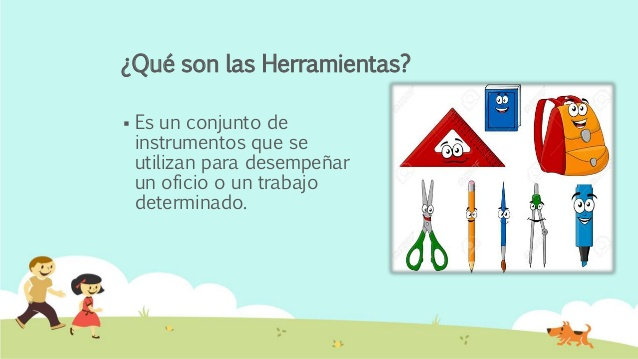 ¿Qué son las Herramientas?
▪ Es un conjunto de
instrumentos que se
utilizan para desempeñar
un oficio o un trabajo
determinado.